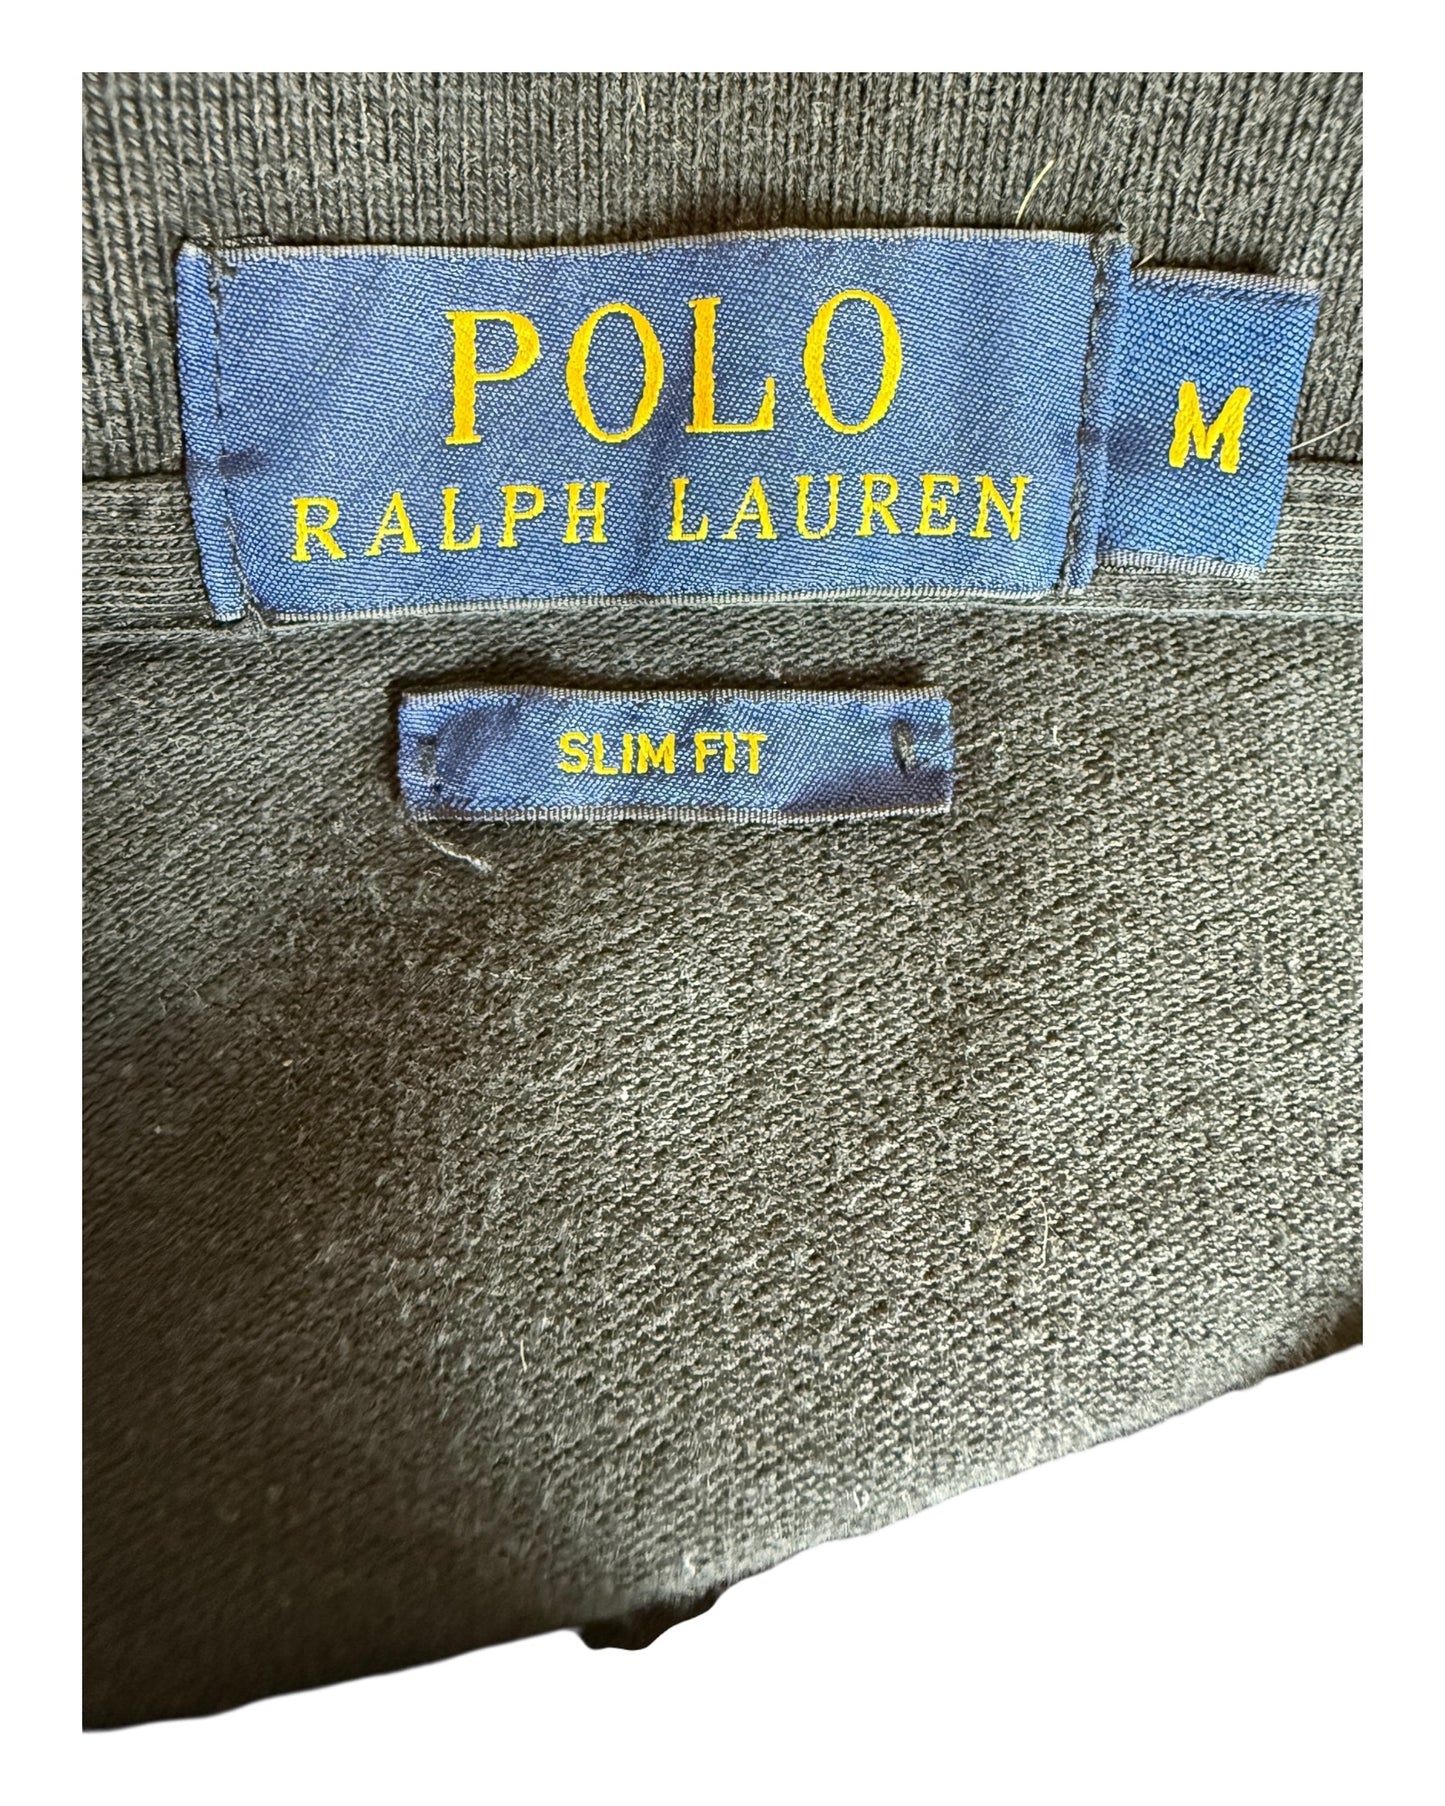 POLO
RALPH LAUREN
M
SLIM FIT